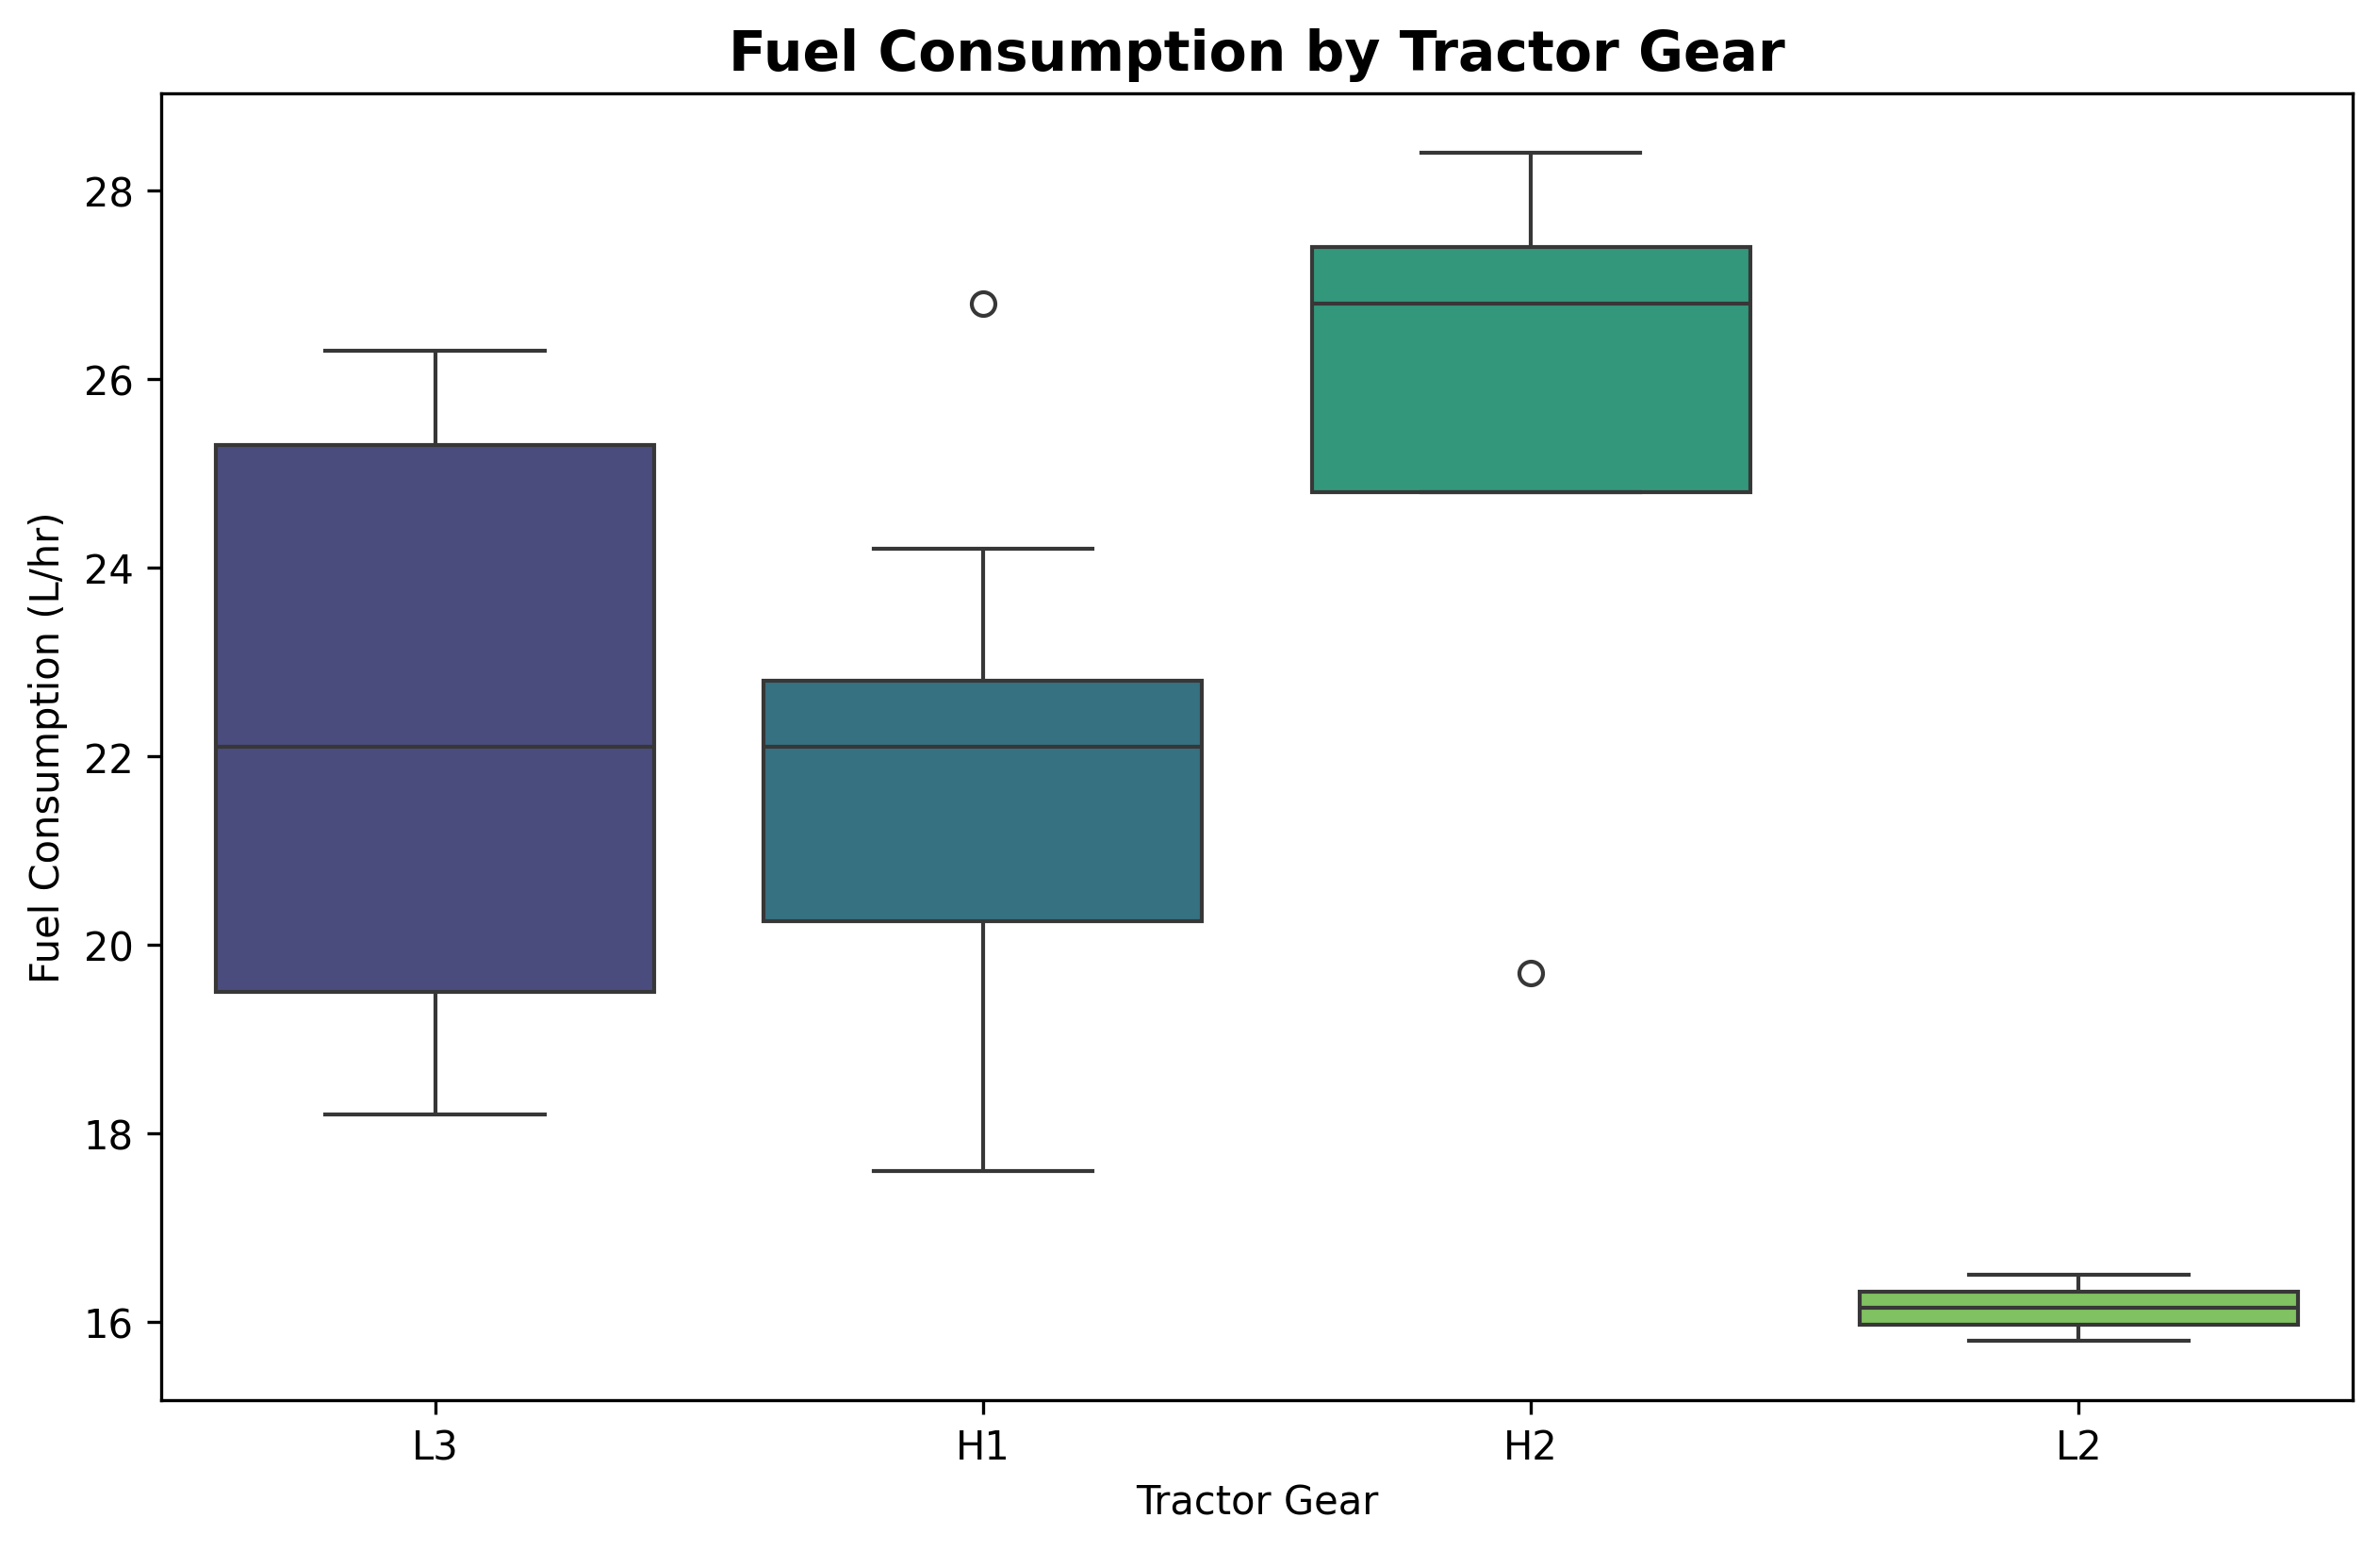 Fuel Consumption by Tractor Gear
Fuel Consumption (L/hr)
28
26
24
22
20
18
16
L3
H1
H2
L2
Tractor Gear